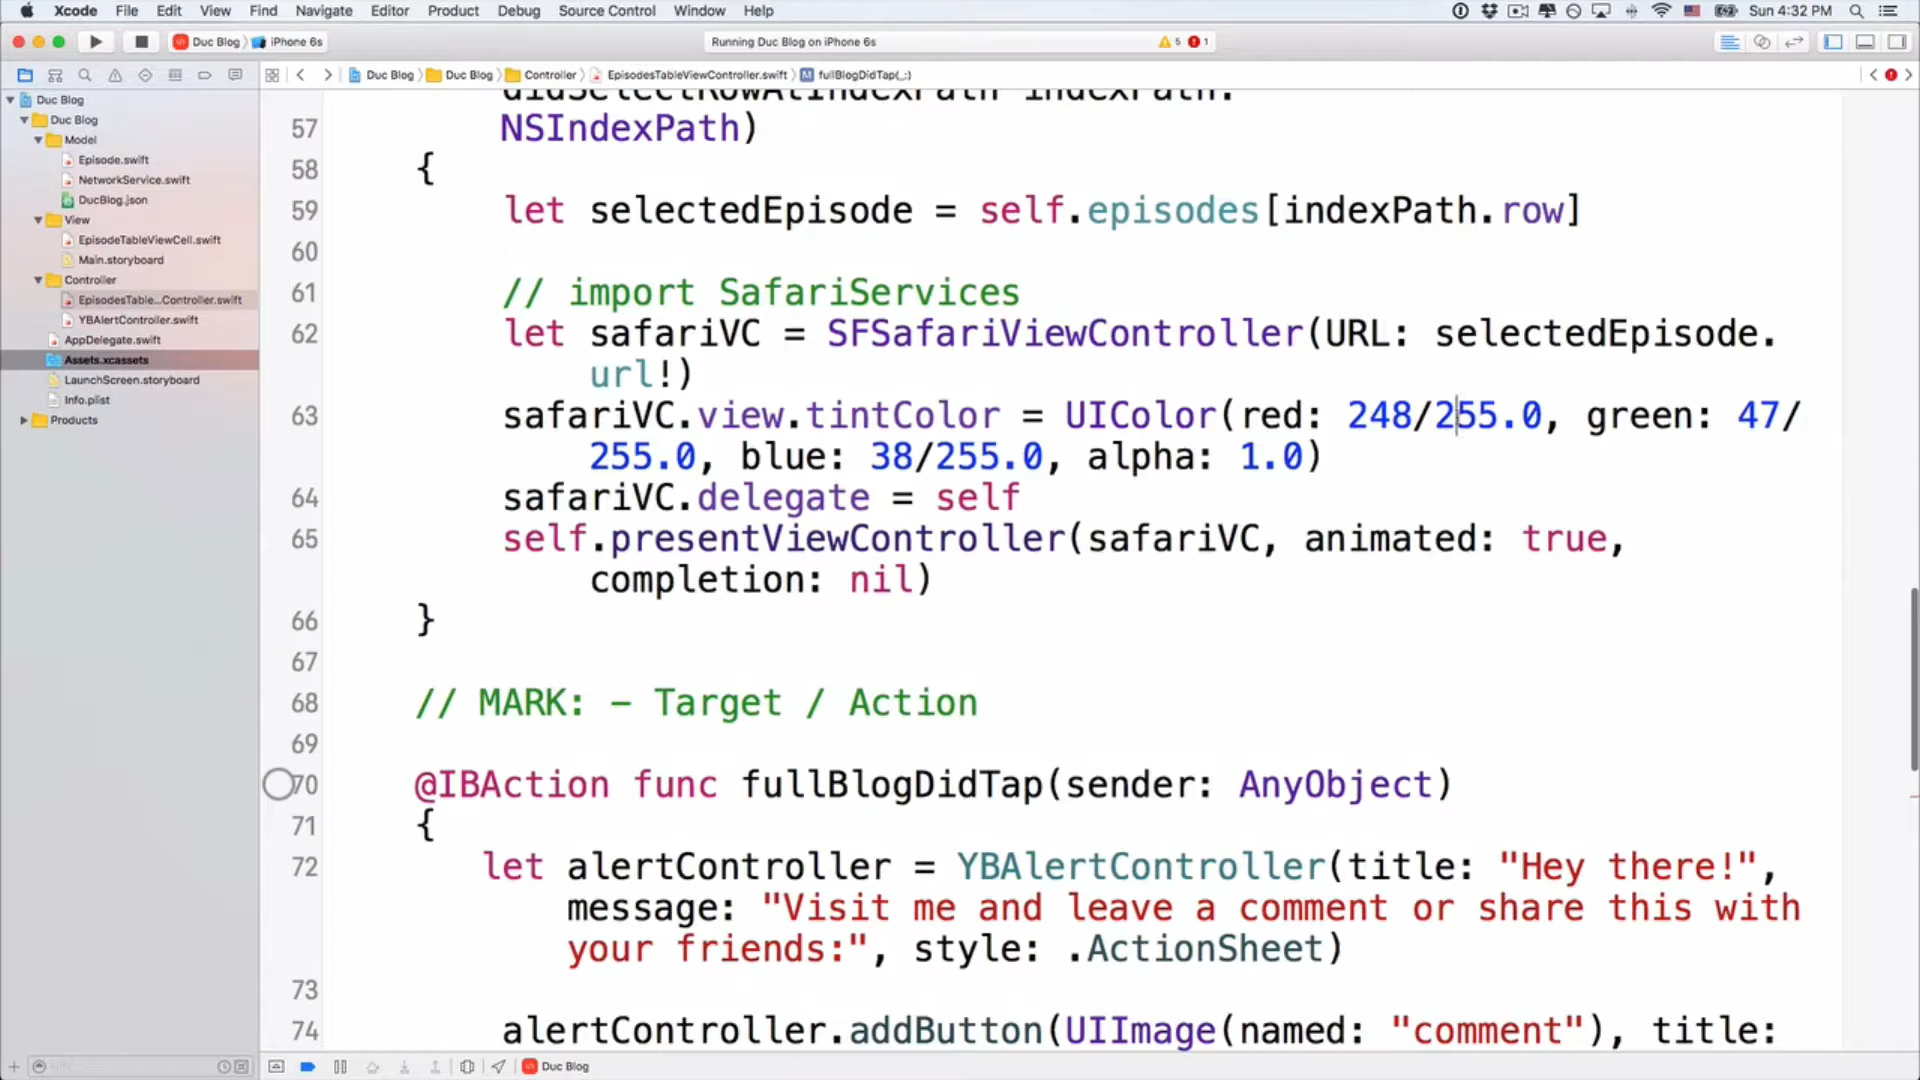 Xcode File Edit View Find Navigate Editor Product Debug Source Control Window Help Sun 4:32 PM
Duc Blog iPhone 6s Running Duc Blog on iPhone 6s 5 1
Duc Blog Duc Blog Controller EpisodesTableViewController.swift M fullBlogDidTap(_:)
Duc Blog
Duc Blog
Model
Episode.swift
NetworkService.swift
DucBlog.json
View
EpisodeTableViewCell.swift
Main.storyboard
Controller
EpisodesTable...Controller.swift
YBAlertController.swift
AppDelegate.swift
Assets.xcassets
LaunchScreen.storyboard
Info.plist
Products
didSelectRowAtIndexPath indexPath:
57 NSIndexPath)
58 {
59 let selectedEpisode = self.episodes[indexPath.row]
60
61 // import SafariServices
62 let safariVC = SFSafariViewController(URL: selectedEpisode.
url!)
63 safariVC.view.tintColor = UIColor(red: 248/255.0, green: 47/
255.0, blue: 38/255.0, alpha: 1.0)
64 safariVC.delegate = self
65 self.presentViewController(safariVC, animated: true,
completion: nil)
66 }
67
68 // MARK: - Target / Action
69
70 @IBAction func fullBlogDidTap(sender: AnyObject)
71 {
72 let alertController = YBAlertController(title: "Hey there!",
message: "Visit me and leave a comment or share this with
your friends:", style: .ActionSheet)
73
74 alertController.addButton(UIImage(named: "comment"), title:
Duc Blog